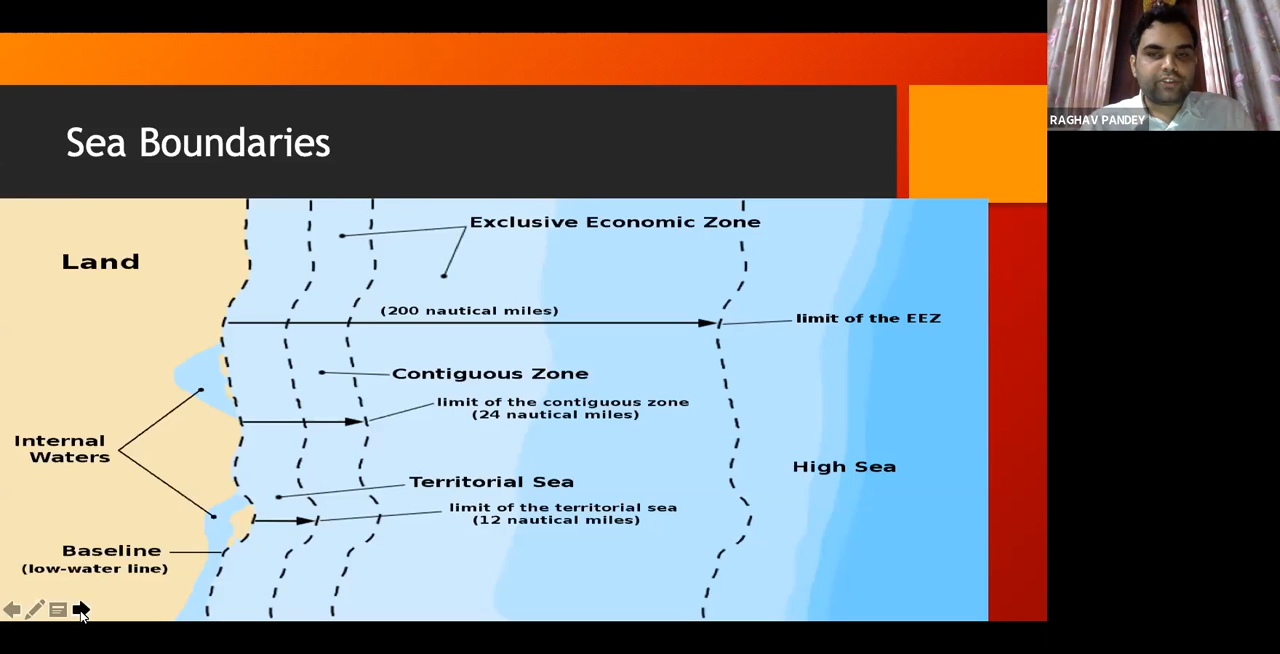 RAGHAV PANDEY
Sea Boundaries
Exclusive Economic Zone
Land
(200 nautical miles)
limit of the EEZ
Contiguous Zone
limit of the contiguous zone
(24 nautical miles)
Internal
Waters
High Sea
Territorial Sea
limit of the territorial sea
(12 nautical miles)
Baseline
(low-water line)